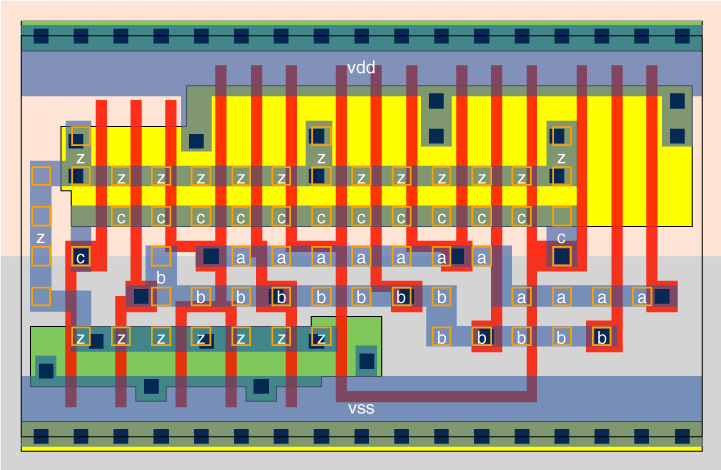 vdd
z z z
z z z z z z z z z
c c c c c c c c c
z c
c a a a a a a a
b
b b b b b b b a a a a
z z z z z z z b b b b b
vss